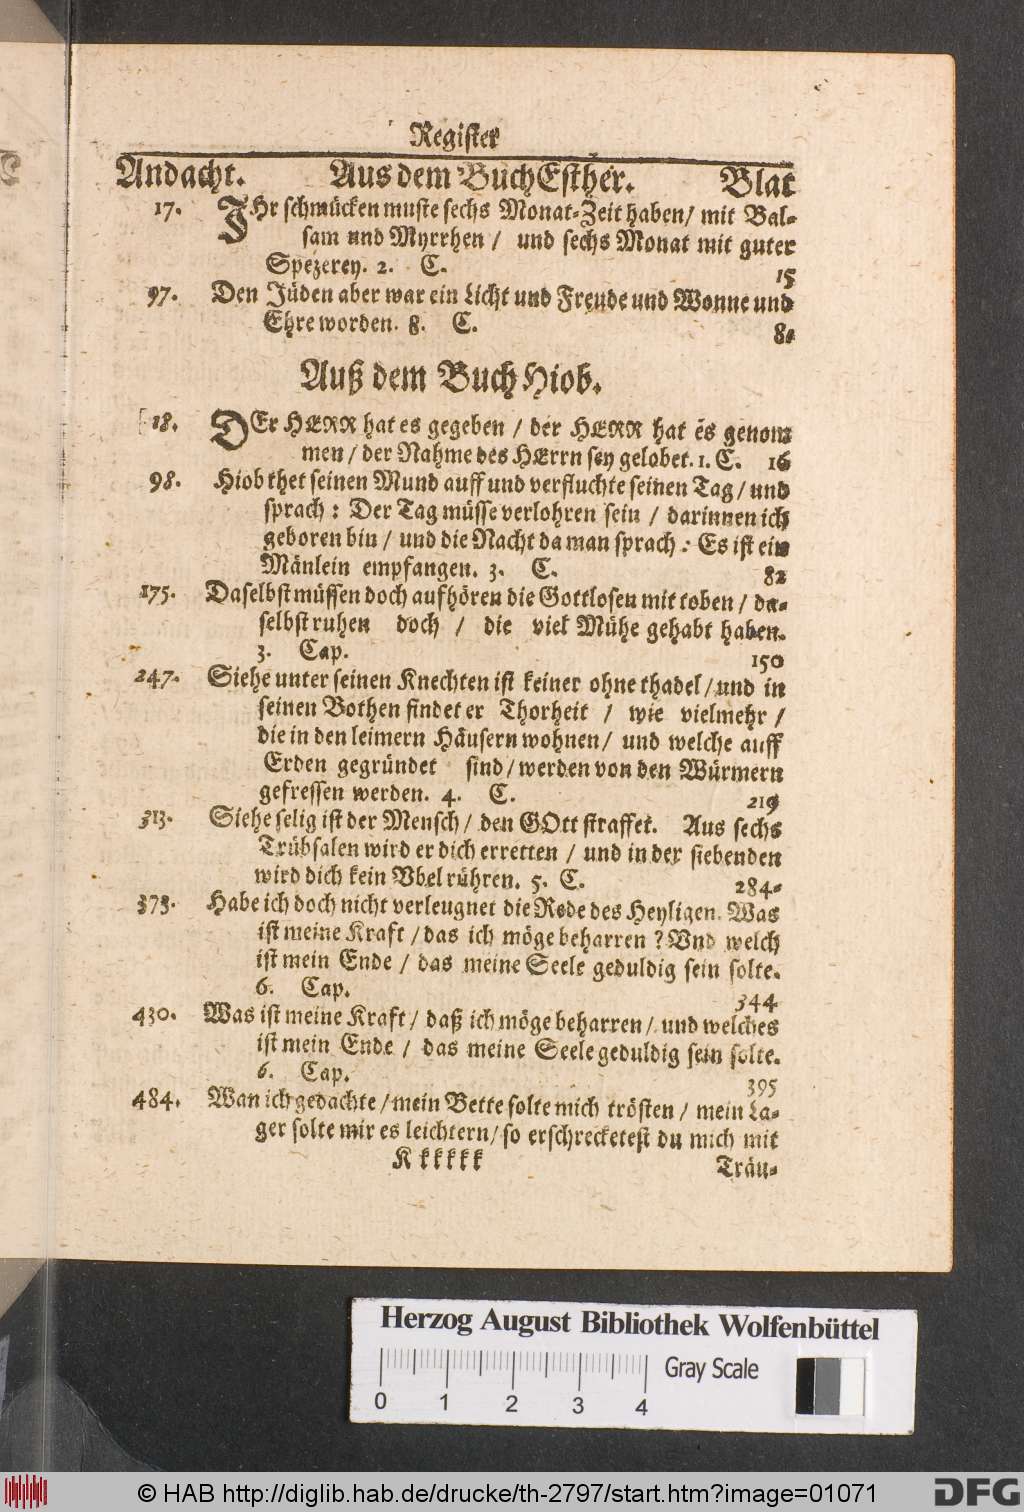 Register
Andacht. Aus dem Buch Esther. Blat
17. IHr schmücken muste sechs Monat-Zeit haben/ mit Bal-
sam und Myrrhen / und sechs Monat mit guter
Spezerey. 2. C. 15
97. Den Jüden aber war ein Licht und Freude und Wonne und
Ehre worden. 8. C.
Auß dem Buch Hiob.
18. DEr HERR hat es gegeben / der HERR hat es genom
men / der Nahme des HErrn sey gelobet. 1. C. 16
98. Hiob thet seinen Mund auff und verfluchte seinen Tag / und
sprach: Der Tag müsse verlohren sein / darinnen ich
geboren bin / und die Nacht da man sprach: Es ist ein
Mänlein empfangen. 3. C. 82
175. Daselbst müssen doch aufhören die Gottlosen mit toben / da-
selbst ruhen doch / die viel Mühe gehabt haben.
3. Cap. 150
247. Siehe unter seinen Knechten ist keiner ohne thadel / und in
seinen Bothen findet er Thorheit / wie vielmehr /
die in den leimern Häusern wohnen/ und welche auff
Erden gegründet sind / werden von den Würmern
gefressen werden. 4. C. 219
313. Siehe selig ist der Mensch / den GOtt straffet. Aus sechs
Trübsalen wird er dich erretten / und in der siebenden
wird dich kein Vbel rühren. 5. C. 284
373. Habe ich doch nicht verleugnet die Rede des Heyligen. Was
ist meine Kraft / das ich möge beharren? Vnd welch
ist mein Ende / das meine Seele geduldig sein solte.
6. Cap. 344
430. Was ist meine Kraft / daß ich möge beharren / und welches
ist mein Ende / das meine Seele geduldig sein solte.
6. Cap. 395
484. Wan ich gedachte / mein Bette solte mich trösten / mein La-
ger solte mir es leichtern / so erschrecketest du mich mit
K kkkkk Träu-
Herzog August Bibliothek Wolfenbüttel
Gray Scale
0 1 2 3 4
© HAB http://diglib.hab.de/drucke/th-2797/start.htm?image=01071
DFG